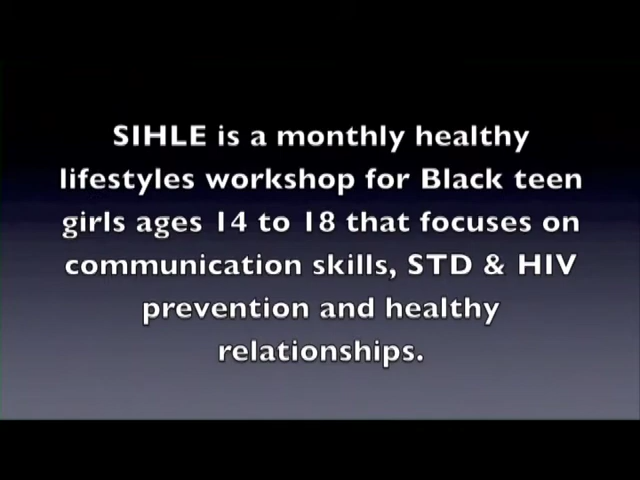 SIHLE is a monthly healthy
lifestyles workshop for Black teen
girls ages 14 to 18 that focuses on
communication skills, STD & HIV
prevention and healthy
relationships.